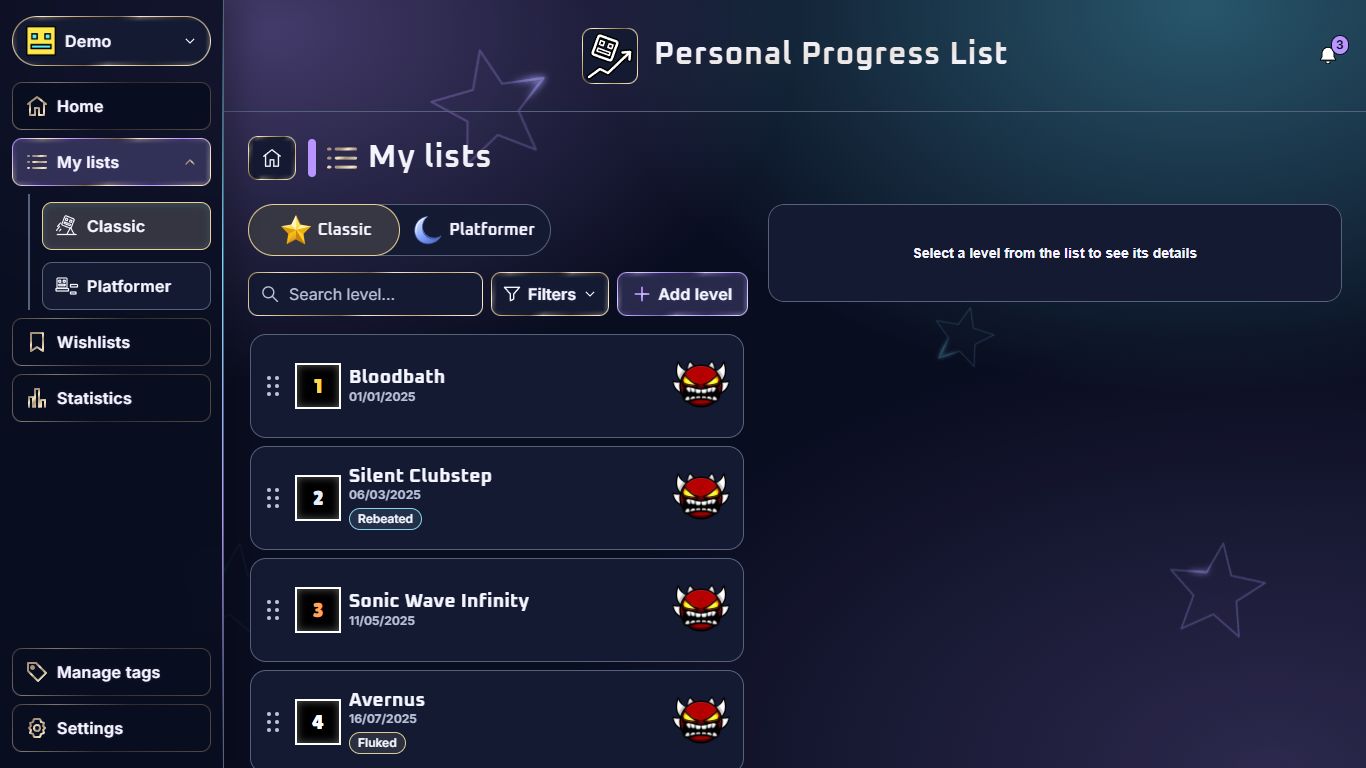 Demo
Home
My lists
Classic
Platformer
Wishlists
Statistics
Manage tags
Settings
Personal Progress List
3
My lists
Classic
Platformer
Search level...
Filters
Add level
1
Bloodbath
01/01/2025
2
Silent Clubstep
06/03/2025
Rebeated
3
Sonic Wave Infinity
11/05/2025
4
Avernus
16/07/2025
Fluked
Select a level from the list to see its details